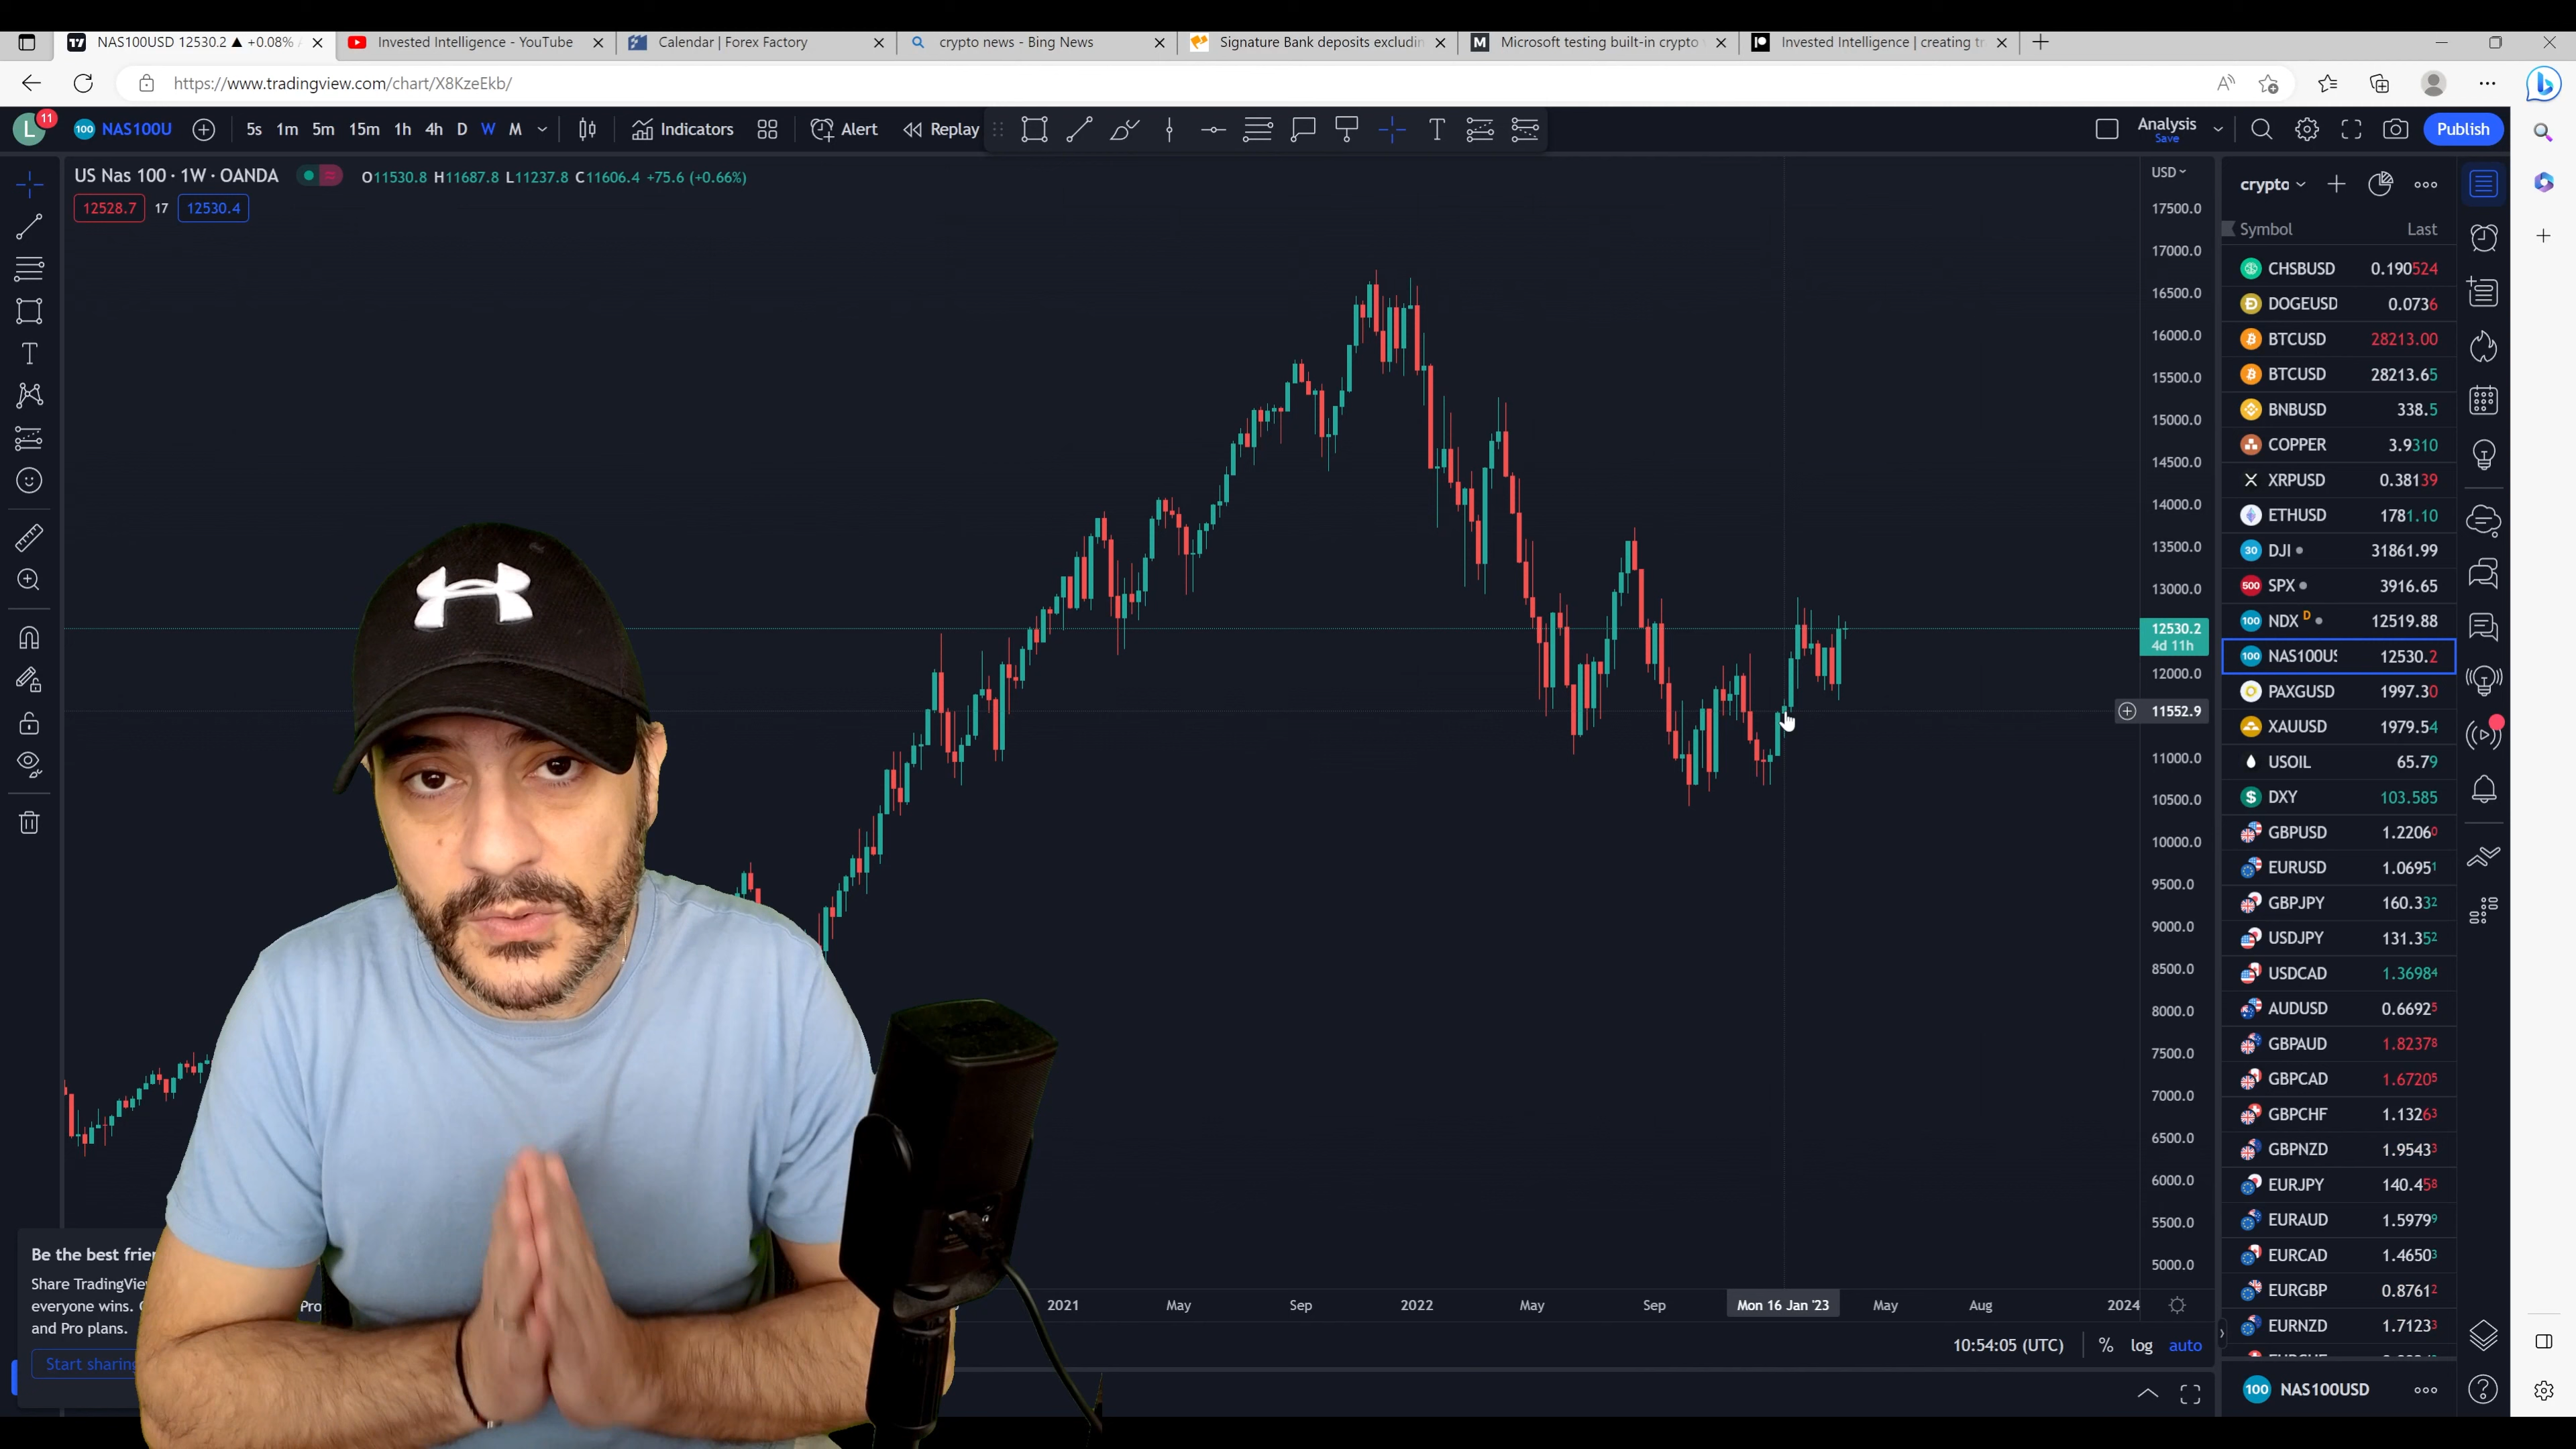 NAS100USD 12530.2 ▲ +0.08%
Invested Intelligence - YouTube
Calendar | Forex Factory
crypto news - Bing News
Signature Bank deposits excludin
Microsoft testing built-in crypto
Invested Intelligence | creating tr
https://www.tradingview.com/chart/X8KzeEkb/
L 11 100 NAS100U 5s 1m 5m 15m 1h 4h D W M Indicators Alert Replay Analysis Save Publish
US Nas 100 · 1W · OANDA O11530.8 H11687.8 L11237.8 C11606.4 +75.6 (+0.66%)
12528.7 17 12530.4
USD
17500.0
17000.0
16500.0
16000.0
15500.0
15000.0
14500.0
14000.0
13500.0
13000.0
12530.2
4d 11h
12000.0
11552.9
11000.0
10500.0
10000.0
9500.0
9000.0
8500.0
8000.0
7500.0
7000.0
6500.0
6000.0
5500.0
5000.0
2021 May Sep 2022 May Sep Mon 16 Jan '23 May Aug 2024
10:54:05 (UTC) % log auto
Be the best frie
Share TradingVie
everyone wins. Pro
and Pro plans.
Start sharing
crypto
Symbol Last
CHSBUSD 0.190524
DOGEUSD 0.0736
BTCUSD 28213.00
BTCUSD 28213.65
BNBUSD 338.5
COPPER 3.9310
XRPUSD 0.38139
ETHUSD 1781.10
30 DJI 31861.99
500 SPX 3916.65
100 NDX D 12519.88
100 NAS100US 12530.2
PAXGUSD 1997.30
XAUUSD 1979.54
USOIL 65.79
DXY 103.585
GBPUSD 1.22060
EURUSD 1.06951
GBPJPY 160.332
USDJPY 131.352
USDCAD 1.36984
AUDUSD 0.66925
GBPAUD 1.82378
GBPCAD 1.67205
GBPCHF 1.13263
GBPNZD 1.95433
EURJPY 140.458
EURAUD 1.59799
EURCAD 1.46503
EURGBP 0.87612
EURNZD 1.71233
100 NAS100USD